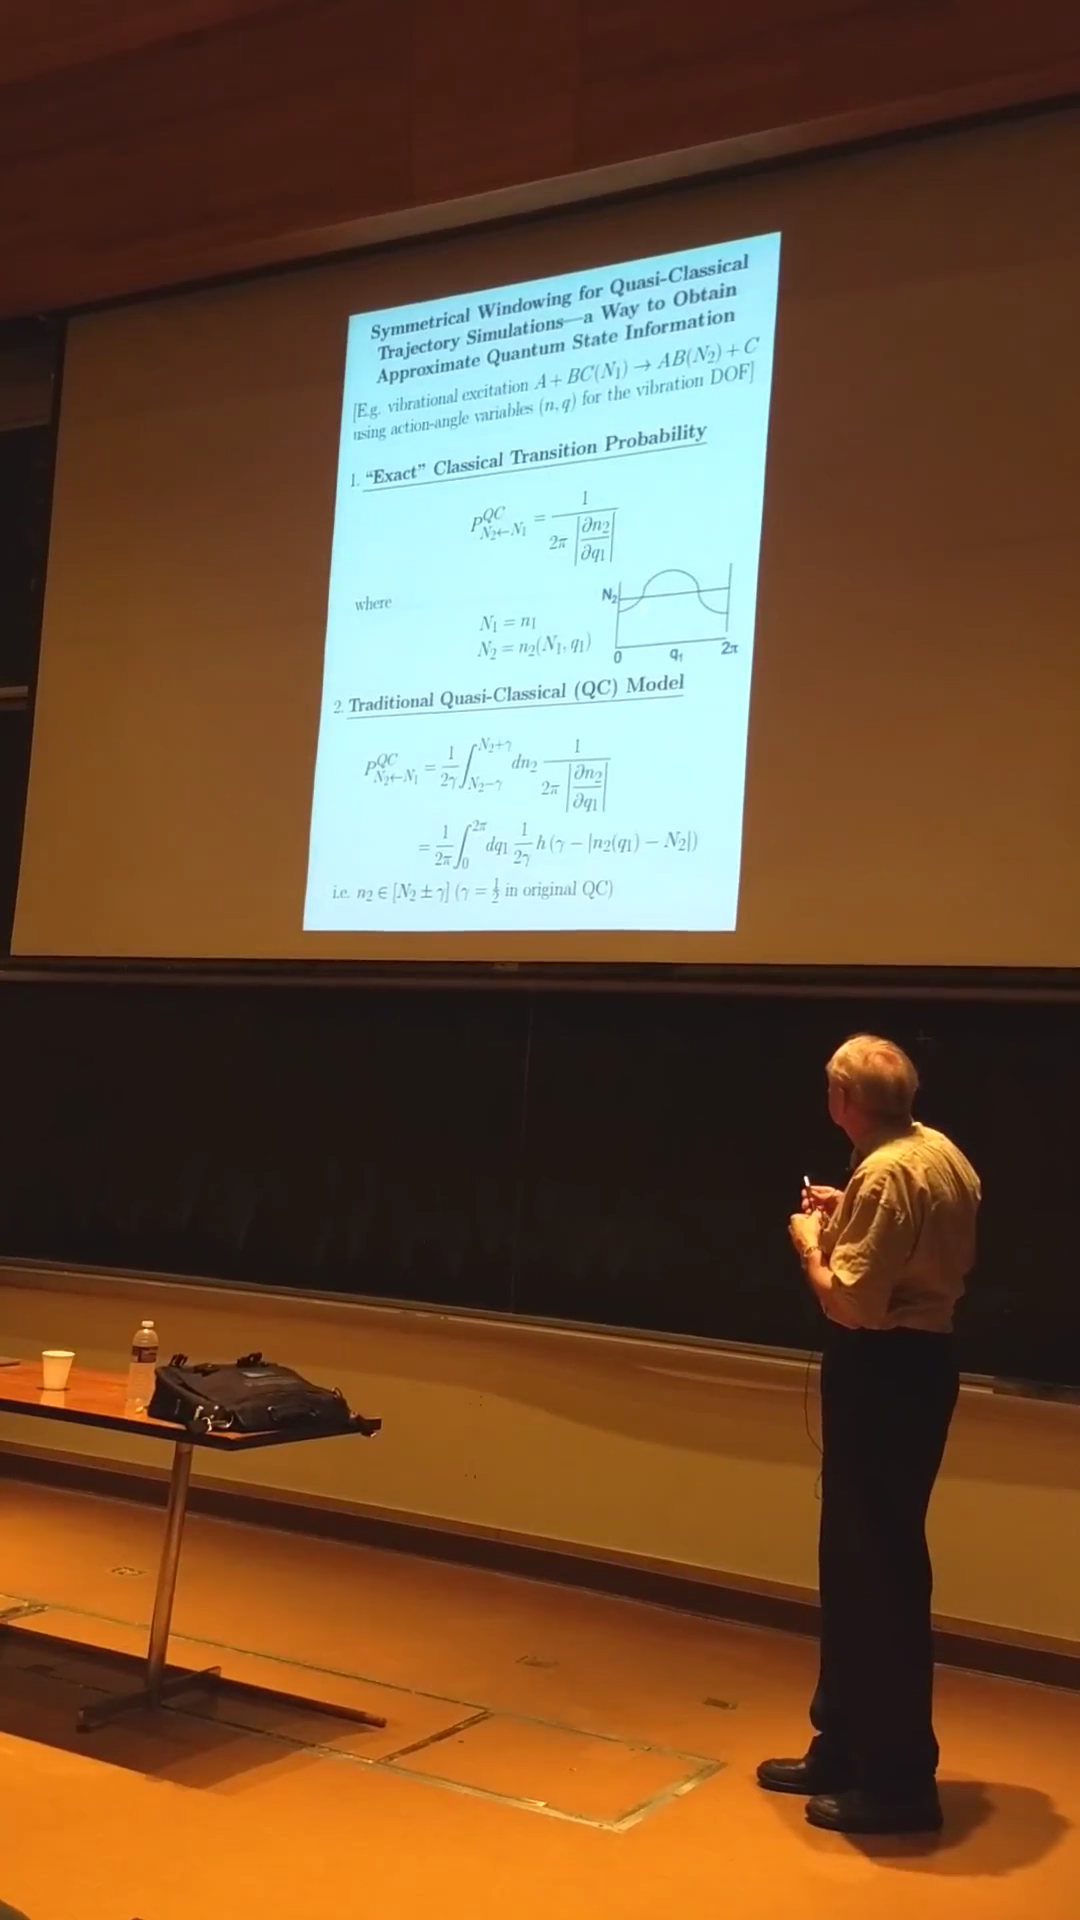 Symmetrical Windowing for Quasi-Classical
Trajectory Simulations—a Way to Obtain
Approximate Quantum State Information
[E.g. vibrational excitation A + BC(N₁) → AB(N₂) + C
using action-angle variables (n, q) for the vibration DOF]
1. “Exact” Classical Transition Probability
P^{QC}_{N₂←N₁} = 1 / (2π |∂n₂/∂q₁|)
where
N₁ = n₁
N₂ = n₂(N₁, q₁)
N₂
0 q₁ 2π
2. Traditional Quasi-Classical (QC) Model
P^{QC}_{N₂←N₁} = 1/2γ ∫_{N₂−γ}^{N₂+γ} dn₂ 1 / (2π |∂n₂/∂q₁|)
= 1/2π ∫_0^{2π} dq₁ 1/2γ h (γ − |n₂(q₁) − N₂|)
i.e. n₂ ∈ [N₂ ± γ] (γ = ½ in original QC)